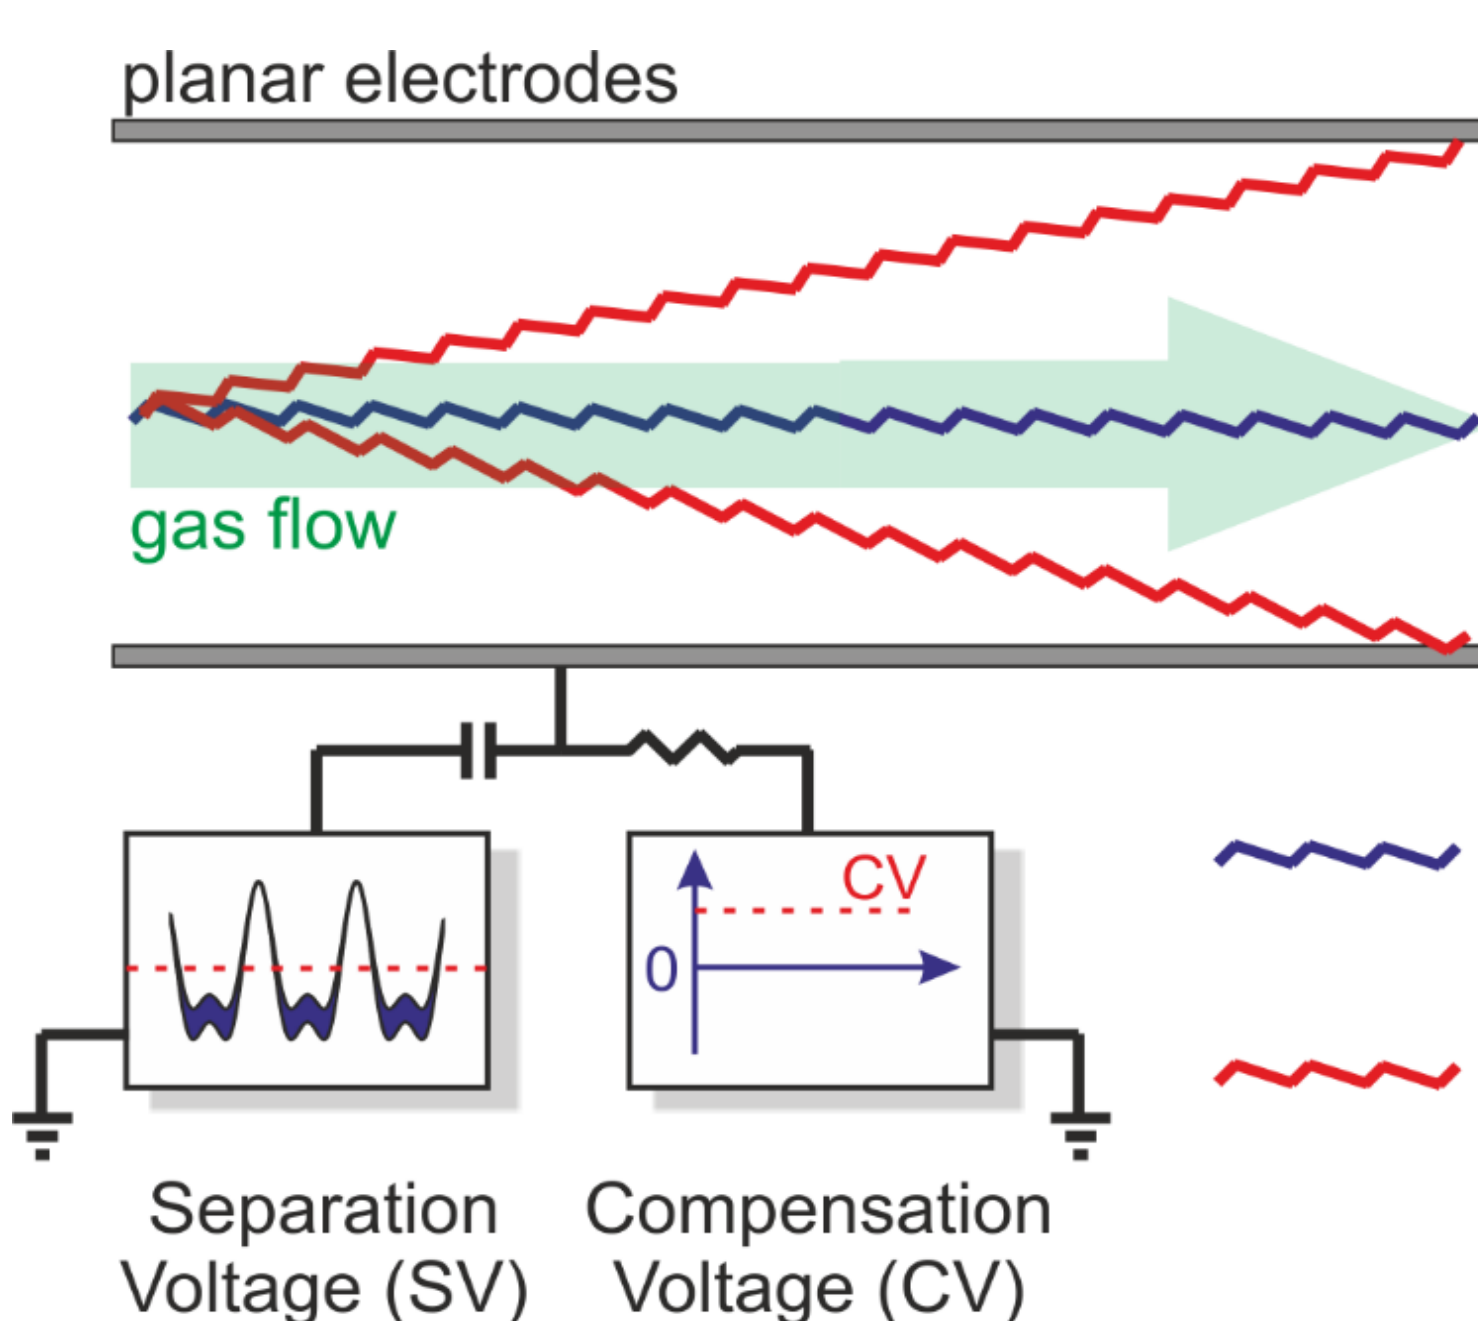 planar electrodes
gas flow
CV
0
Separation
Voltage (SV)
Compensation
Voltage (CV)